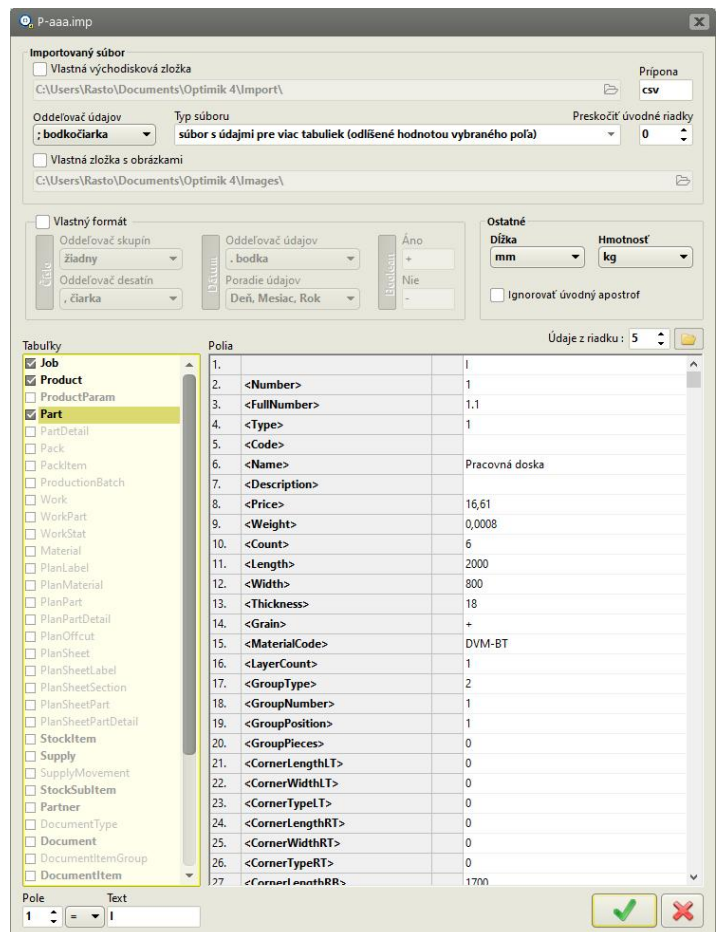 P-aaa.imp
Importovaný súbor
Vlastná východisková zložka
Prípona
C:\Users\Rasto\Documents\Optimik 4\Import\
csv
Oddeľovač údajov
Typ súboru
Preskočiť úvodné riadky
; bodkočiarka
súbor s údajmi pre viac tabuliek (odlíšené hodnotou vybraného poľa)
0
Vlastná zložka s obrázkami
C:\Users\Rasto\Documents\Optimik 4\Images\
Vlastný formát
Číslo
Oddeľovač skupín
žiadny
Oddeľovač desatín
, čiarka
Dátum
Oddeľovač údajov
. bodka
Poradie údajov
Deň, Mesiac, Rok
Boolean
Áno
+
Nie
-
Ostatné
Dĺžka
Hmotnosť
mm
kg
Ignorovať úvodný apostrof
Údaje z riadku : 5
Tabuľky
Job
Product
ProductParam
Part
PartDetail
Pack
PackItem
ProductionBatch
Work
WorkPart
WorkStat
Material
PlanLabel
PlanMaterial
PlanPart
PlanPartDetail
PlanOffcut
PlanSheet
PlanSheetLabel
PlanSheetSection
PlanSheetPart
PlanSheetPartDetail
StockItem
Supply
SupplyMovement
StockSubItem
Partner
DocumentType
Document
DocumentItemGroup
DocumentItem
Polia
1. I
2. <Number> 1
3. <FullNumber> 1.1
4. <Type> 1
5. <Code>
6. <Name> Pracovná doska
7. <Description>
8. <Price> 16,61
9. <Weight> 0,0008
10. <Count> 6
11. <Length> 2000
12. <Width> 800
13. <Thickness> 18
14. <Grain> +
15. <MaterialCode> DVM-BT
16. <LayerCount> 1
17. <GroupType> 2
18. <GroupNumber> 1
19. <GroupPosition> 1
20. <GroupPieces> 0
21. <CornerLengthLT> 0
22. <CornerWidthLT> 0
23. <CornerTypeLT> 0
24. <CornerLengthRT> 0
25. <CornerWidthRT> 0
26. <CornerTypeRT> 0
27. <CornerLengthRB> 1700
Pole
Text
1
=
I